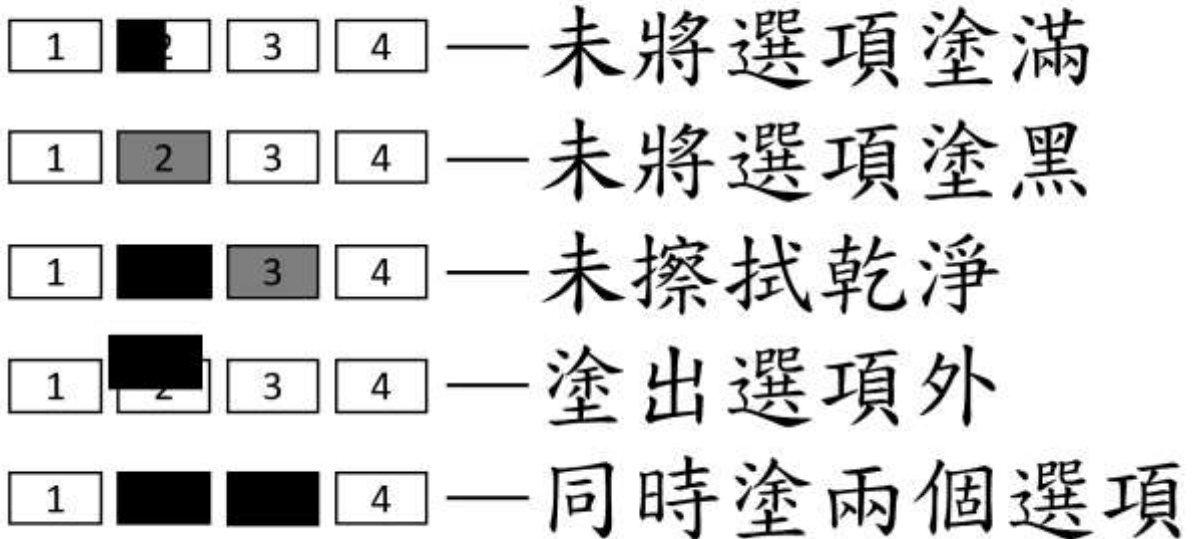 1 2 3 4 —未將選項塗滿
1 2 3 4 —未將選項塗黑
1 3 4 —未擦拭乾淨
1 2 3 4 —塗出選項外
1 4 —同時塗兩個選項